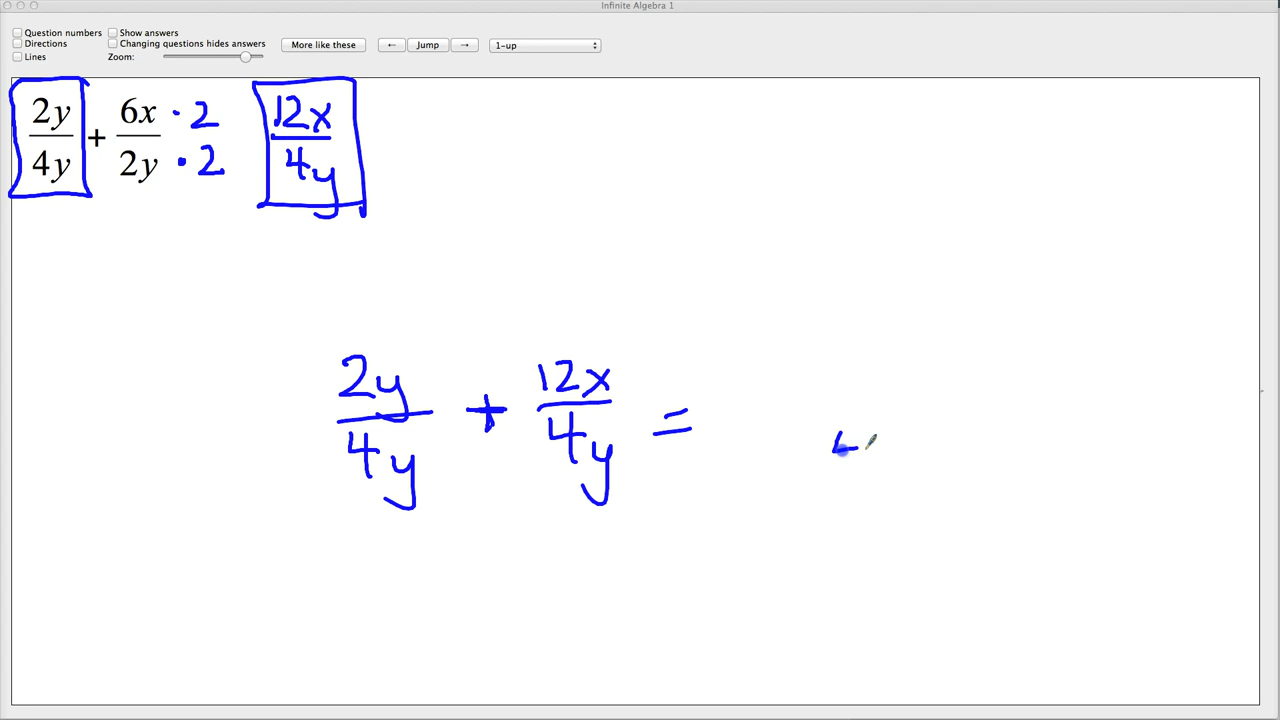 Infinite Algebra 1
Question numbers Show answers
Directions Changing questions hides answers More like these ← Jump → 1-up
Lines Zoom:
2y/4y + 6x/2y · 2/· 2 12x/4y
2y/4y + 12x/4y =
4